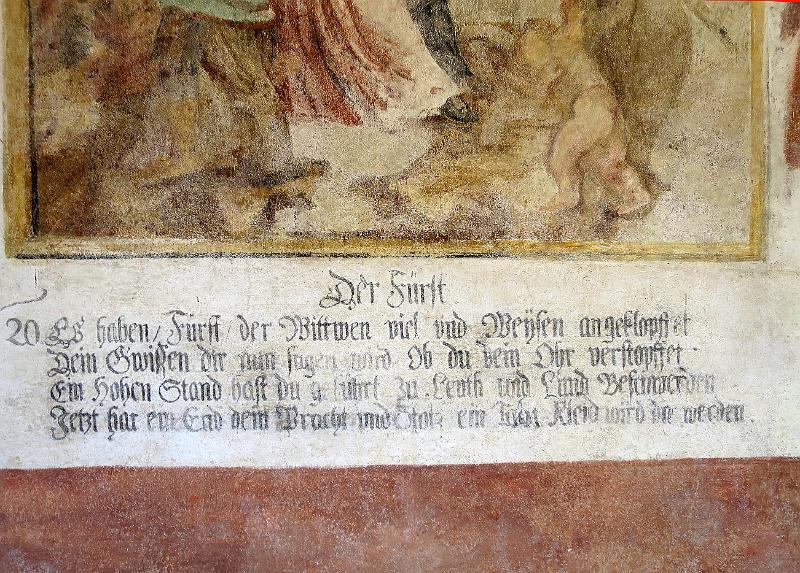 Der Fürst.
20 Es haben / Fürst / der Wittwen viel und Weysen angeklopffet
Dein Gwissen dir nun sagen wird Ob du dein Ohr verstopffet.
Ein Hohen Stand hast du geführt zu Leuth und Land Beschwerden
Jetzt hat ein End dein Pracht und Stolz ein Kleid wird dir werden.